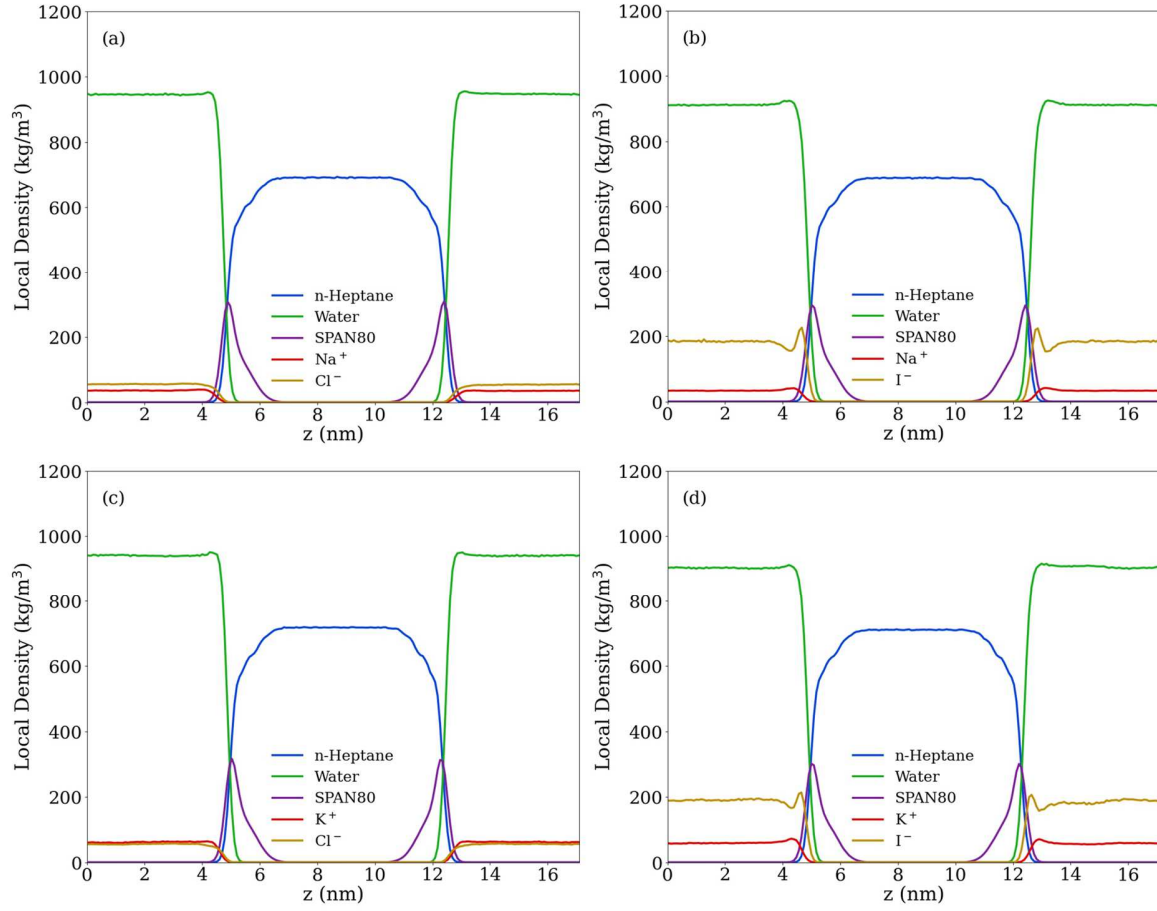 (a)
1200
1000
800
600
400
200
0
Local Density (kg/m³)
n-Heptane
Water
SPAN80
Na⁺
Cl⁻
0 2 4 6 8 10 12 14 16
z (nm)
(b)
1200
1000
800
600
400
200
0
Local Density (kg/m³)
n-Heptane
Water
SPAN80
Na⁺
I⁻
0 2 4 6 8 10 12 14 16
z (nm)
(c)
1200
1000
800
600
400
200
0
Local Density (kg/m³)
n-Heptane
Water
SPAN80
K⁺
Cl⁻
0 2 4 6 8 10 12 14 16
z (nm)
(d)
1200
1000
800
600
400
200
0
Local Density (kg/m³)
n-Heptane
Water
SPAN80
K⁺
I⁻
0 2 4 6 8 10 12 14 16
z (nm)